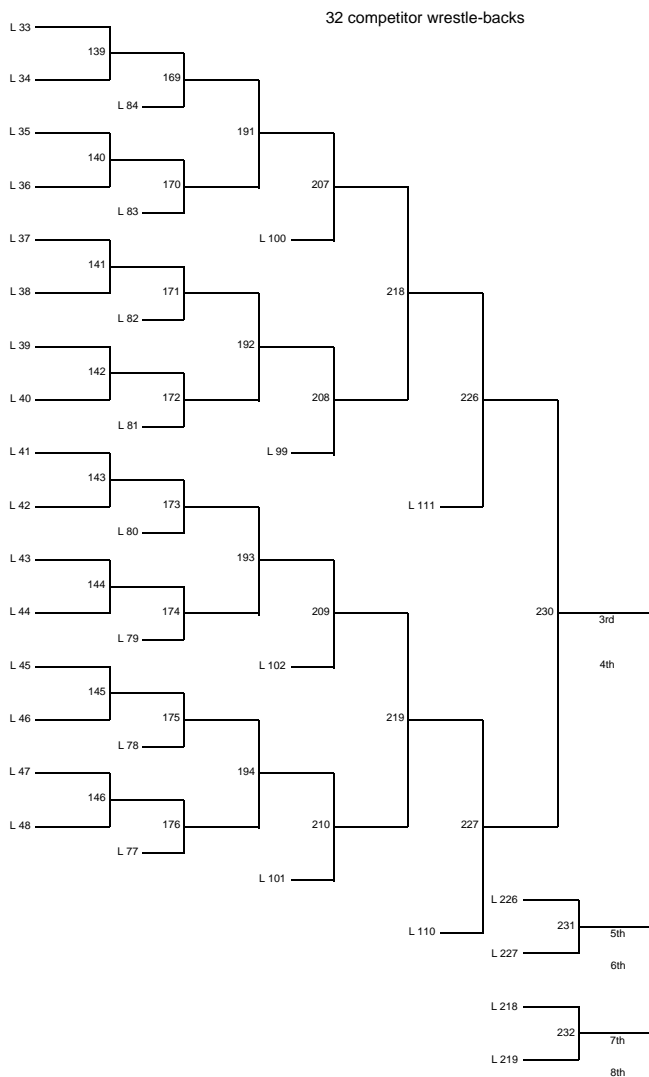 32 competitor wrestle-backs
L 33
139
L 34
169
L 84
191
L 35
140
L 36
170
L 83
207
L 100
L 37
141
L 38
171
L 82
218
192
L 39
142
L 40
172
L 81
208
L 99
226
L 41
143
L 42
173
L 80
L 111
193
L 43
144
L 44
174
L 79
209
L 102
230
3rd
4th
L 45
145
L 46
175
L 78
219
194
L 47
146
L 48
176
L 77
210
L 101
227
L 110
L 226
231
5th
L 227
6th
L 218
232
7th
L 219
8th